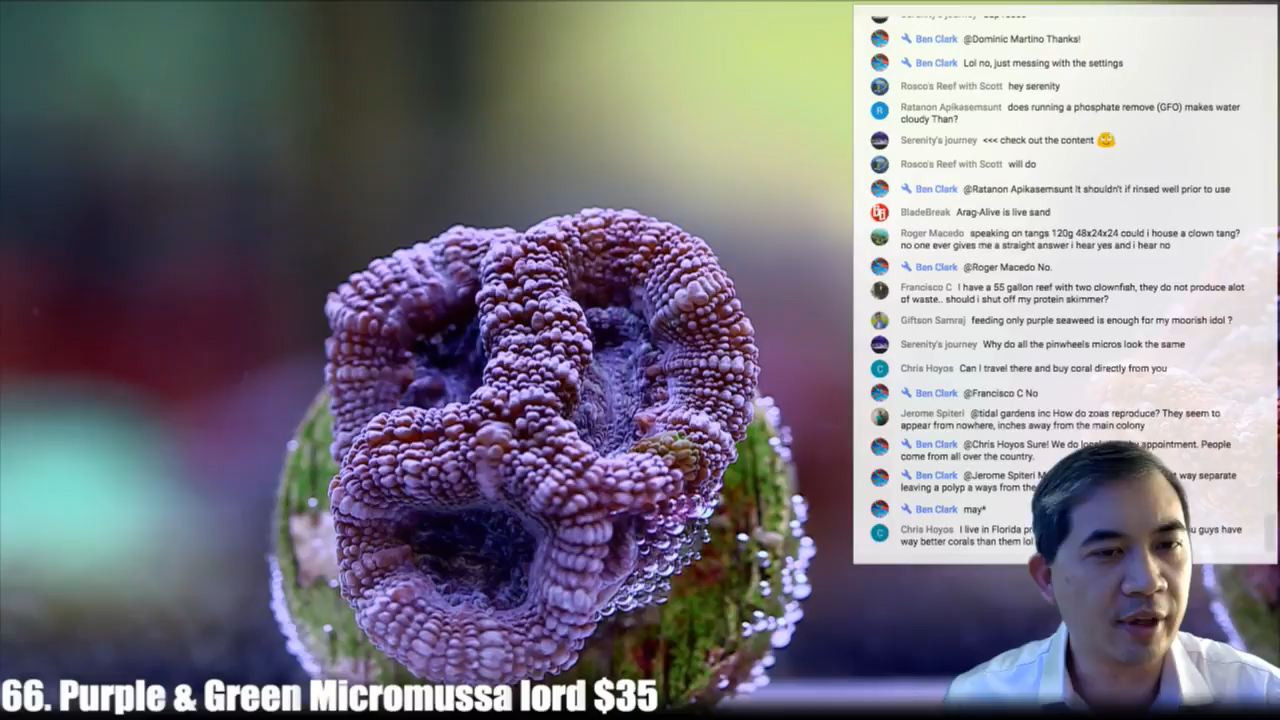 Ben Clark @Dominic Martino Thanks!
Ben Clark Lol no, just messing with the settings
Rosco's Reef with Scott hey serenity
Ratanon Apikasemsunt does running a phosphate remove (GFO) makes water
cloudy Than?
Serenity's journey <<< check out the content
Rosco's Reef with Scott will do
Ben Clark @Ratanon Apikasemsunt It shouldn't if rinsed well prior to use
BladeBreak Arag-Alive is live sand
Roger Macedo speaking on tangs 120g 48x24x24 could i house a clown tang?
no one ever gives me a straight answer i hear yes and i hear no
Ben Clark @Roger Macedo No.
Francisco C I have a 55 gallon reef with two clownfish, they do not produce alot
of waste.. should i shut off my protein skimmer?
Giftson Samraj feeding only purple seaweed is enough for my moorish idol ?
Serenity's journey Why do all the pinwheels micros look the same
Chris Hoyos Can I travel there and buy coral directly from you
Ben Clark @Francisco C No
Jerome Spiteri @tidal gardens inc How do zoas reproduce? They seem to
appear from nowhere, inches away from the main colony
Ben Clark @Chris Hoyos Sure! We do by appointment. People
come from all over the country.
Ben Clark @Jerome Spiteri way separate
leaving a polyp a ways from the
Ben Clark may*
Chris Hoyos I live in Florida guys have
way better corals than them lol
66. Purple & Green Micromussa lord $35